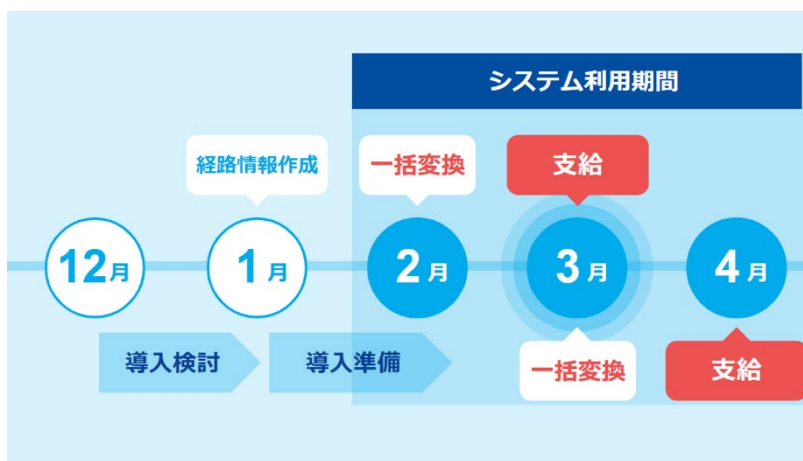 システム利用期間
経路情報作成
一括変換
支給
12月
1月
2月
3月
4月
導入検討
導入準備
一括変換
支給